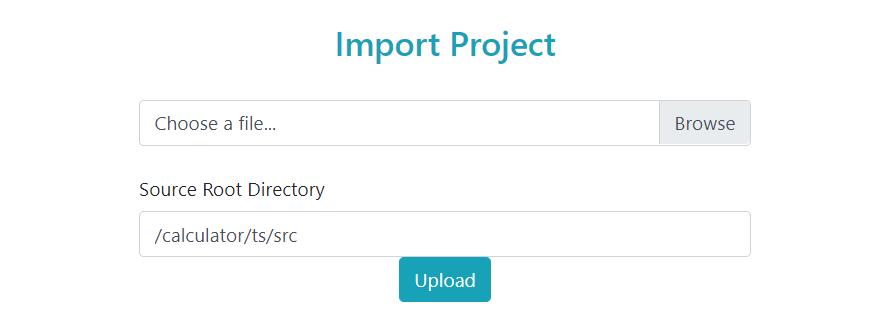 Import Project
Choose a file... Browse
Source Root Directory
/calculator/ts/src
Upload